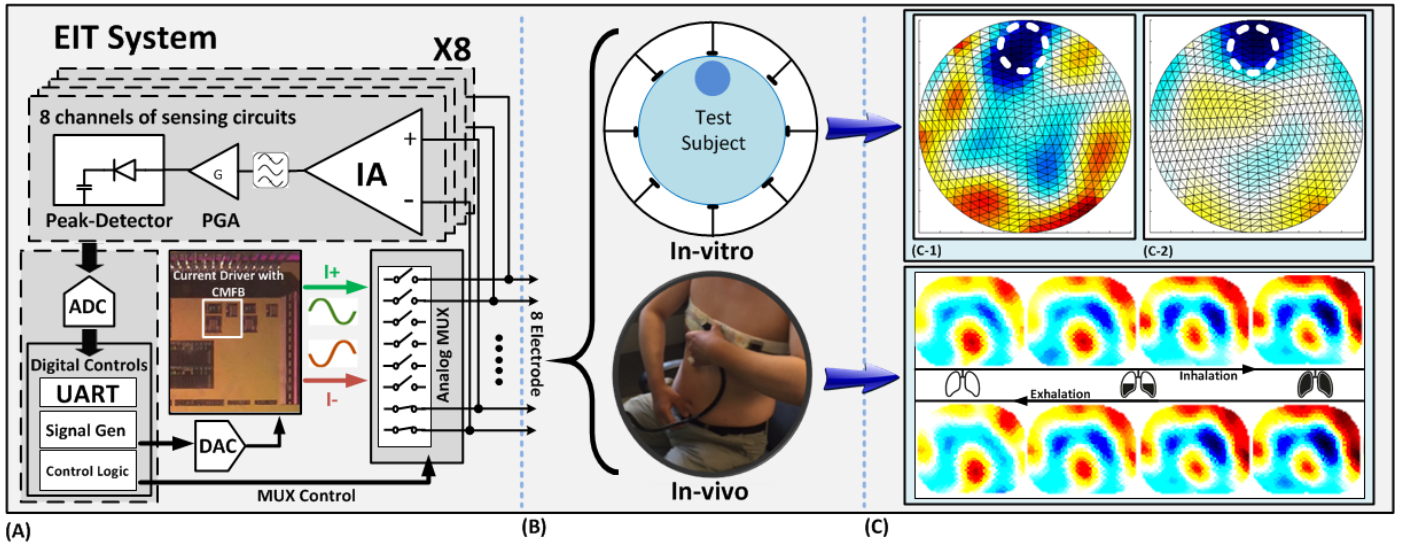 EIT System
X8
8 channels of sensing circuits
+
IA
G
-
Peak-Detector
PGA
ADC
Current Driver with
CMFB
I+
I-
Analog MUX
8 Electrode
Digital Controls
UART
Signal Gen
Control Logic
DAC
MUX Control
(A)
Test
Subject
In-vitro
In-vivo
(B)
(C-1)
(C-2)
Inhalation
Exhalation
(C)